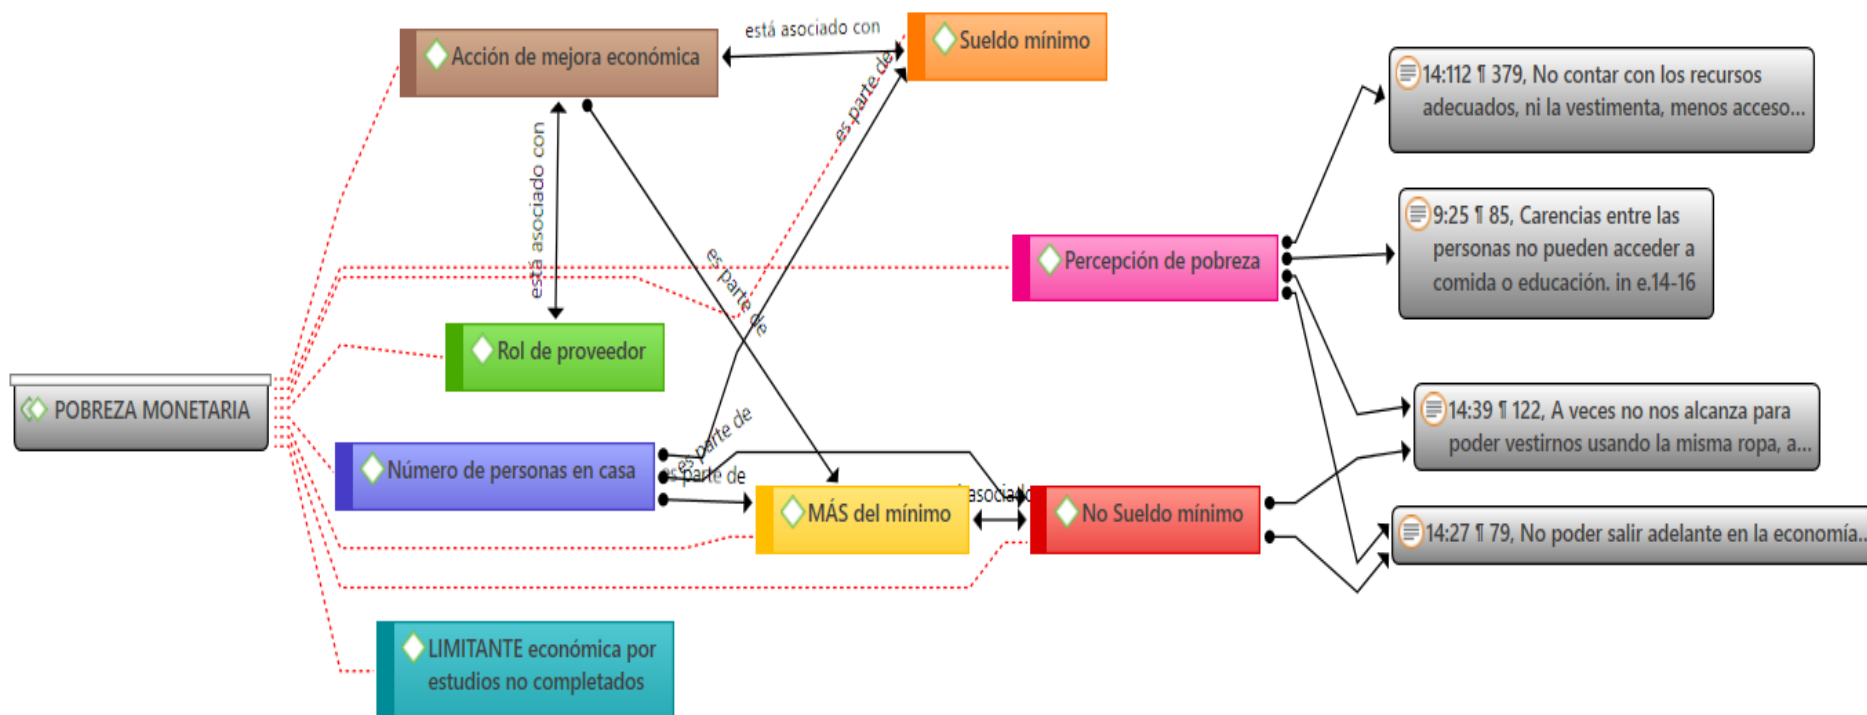 está asociado con
Sueldo mínimo
Acción de mejora económica
es parte de
14:112 ¶ 379, No contar con los recursos
adecuados, ni la vestimenta, menos acceso...
está asociado con
9:25 ¶ 85, Carencias entre las
personas no pueden acceder a
comida o educación. in e.14-16
Percepción de pobreza
es parte de
Rol de proveedor
POBREZA MONETARIA
14:39 ¶ 122, A veces no nos alcanza para
poder vestirnos usando la misma ropa, a...
es parte de
Número de personas en casa
es parte de
MÁS del mínimo
asociado
No Sueldo mínimo
14:27 ¶ 79, No poder salir adelante en la economía...
LIMITANTE económica por
estudios no completados